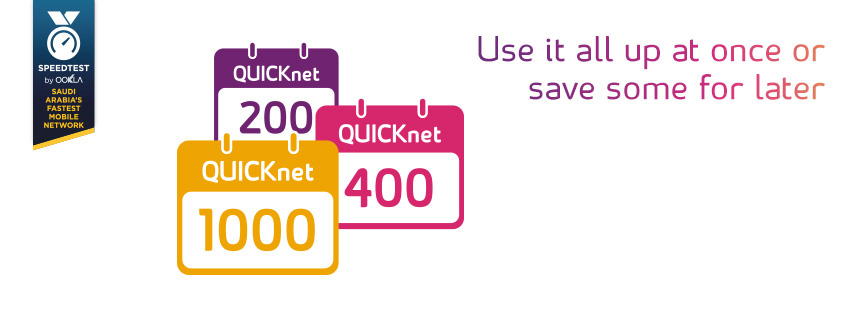 SPEEDTEST
by OOKLA
SAUDI
ARABIA'S
FASTEST
MOBILE
NETWORK
QUICKnet
200
QUICKnet
400
QUICKnet
1000
Use it all up at once or
save some for later